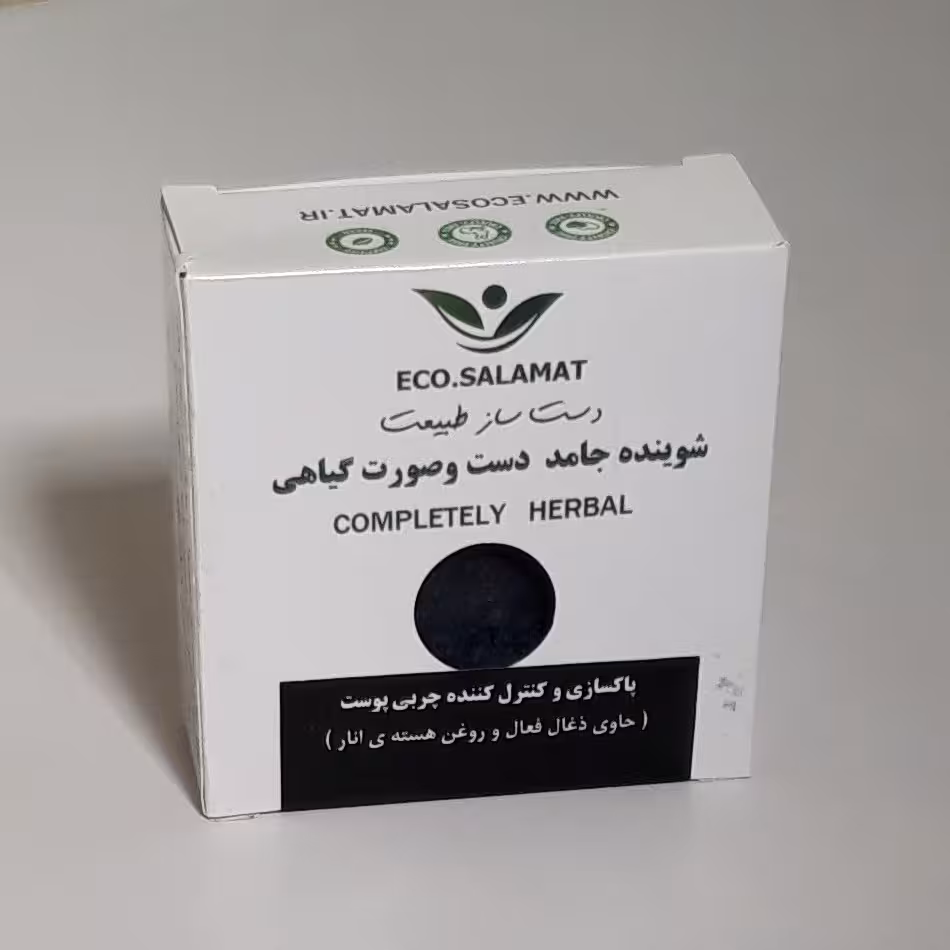 WWW.ECOSALAMAT.IR
ECO.SALAMAT
دست ساز طبیعت
شوینده جامد دست وصورت گیاهی
COMPLETELY HERBAL
پاکسازی و کنترل کننده چربی پوست
( حاوی ذغال فعال و روغن هسته ی انار )